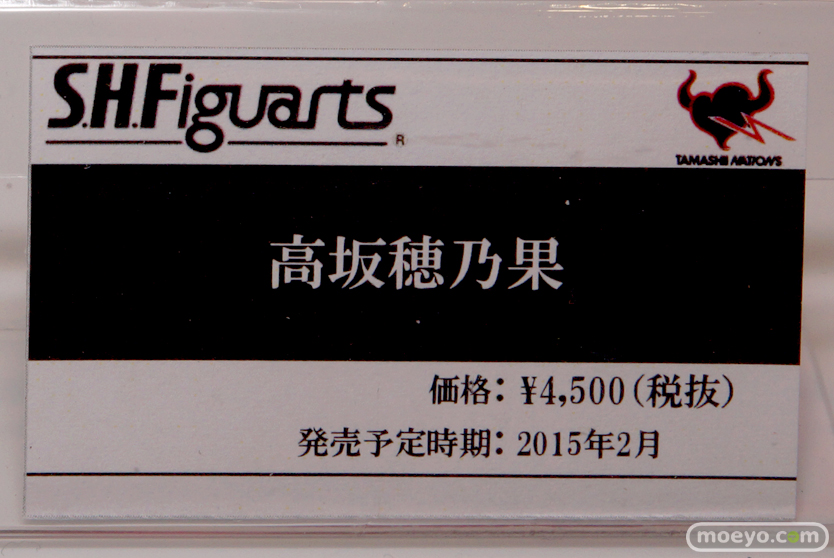 S.H.Figuarts
®
TAMASHII NATIONS
高坂穂乃果
価格：¥4,500（税抜）
発売予定時期：2015年2月
moeyo.com